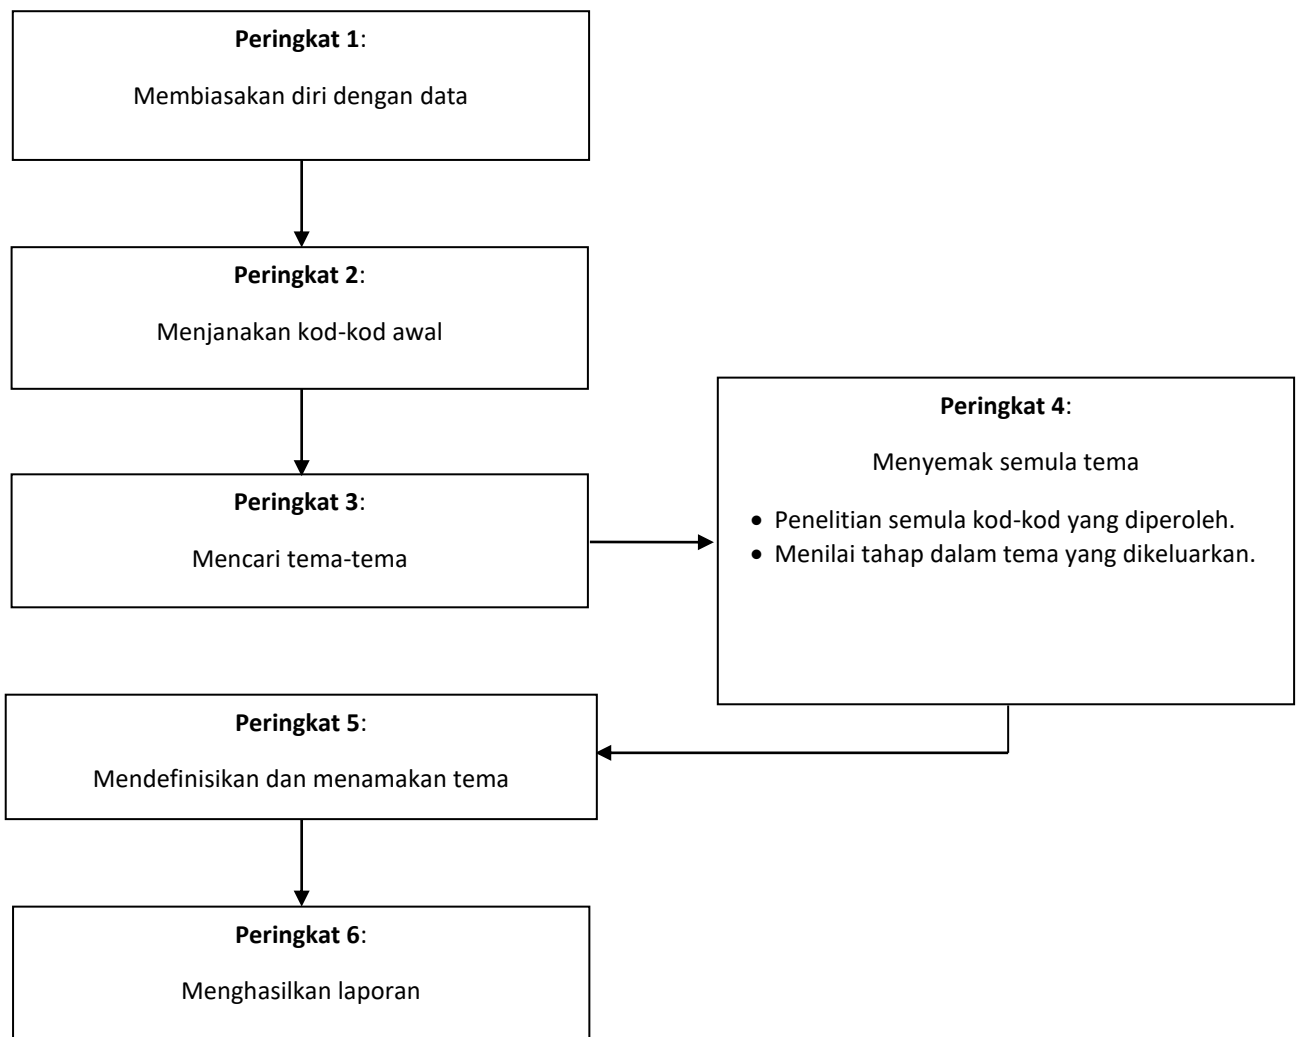 Peringkat 1:
Membiasakan diri dengan data
Peringkat 2:
Menjanakan kod-kod awal
Peringkat 3:
Mencari tema-tema
Peringkat 4:
Menyemak semula tema
• Penelitian semula kod-kod yang diperoleh.
• Menilai tahap dalam tema yang dikeluarkan.
Peringkat 5:
Mendefinisikan dan menamakan tema
Peringkat 6:
Menghasilkan laporan